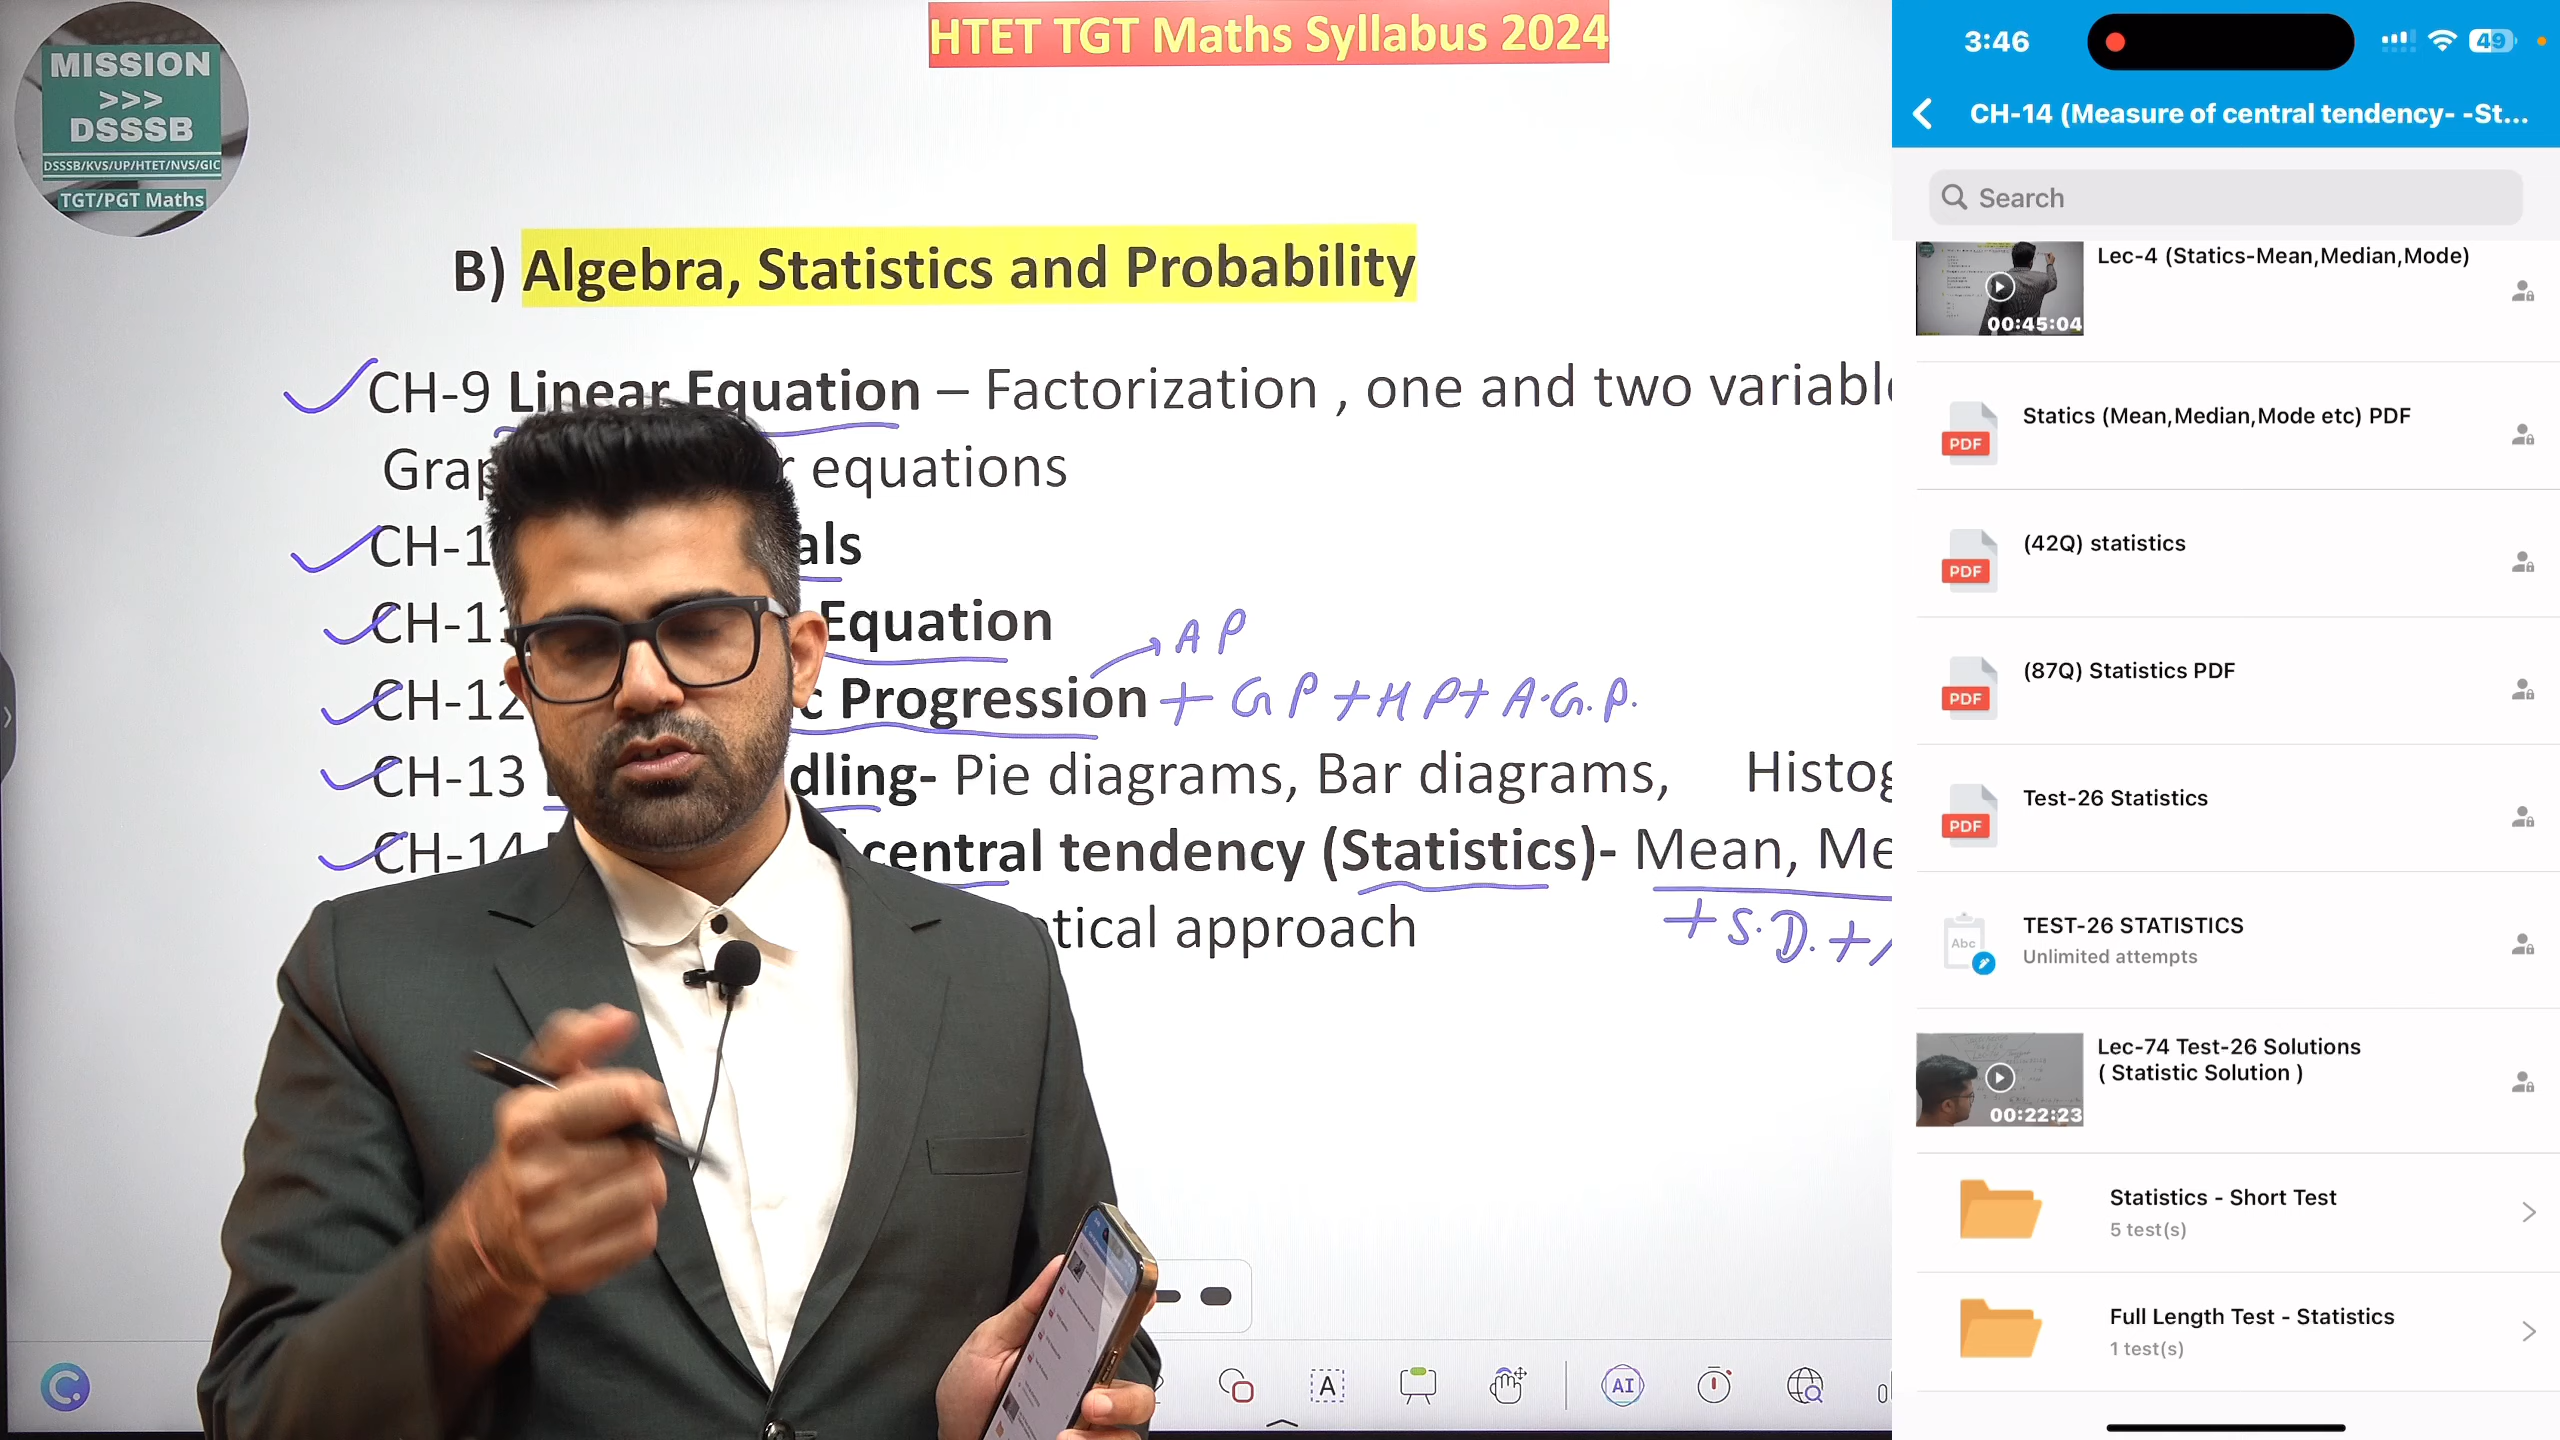 MISSION
>>>
DSSSB
DSSSB/KVS/UP/HTET/NVS/GIC
TGT/PGT Maths
HTET TGT Maths Syllabus 2024
B) Algebra, Statistics and Probability
CH-9 Linear Equation – Factorization , one and two variabl
Grap r equations
CH-1 als
CH-11 Equation
AP
CH-12 c Progression + GP + HP + A.G.P.
CH-13 dling- Pie diagrams, Bar diagrams, Histog
CH-14 central tendency (Statistics)- Mean, Me
tical approach
+ S.D. +
A
AI
3:46
49
CH-14 (Measure of central tendency- -St...
Search
Lec-4 (Statics-Mean,Median,Mode)
00:45:04
Statics (Mean,Median,Mode etc) PDF
PDF
(42Q) statistics
PDF
(87Q) Statistics PDF
PDF
Test-26 Statistics
PDF
TEST-26 STATISTICS
Abc
Unlimited attempts
Lec-74 Test-26 Solutions
( Statistic Solution )
00:22:23
Statistics - Short Test
5 test(s)
Full Length Test - Statistics
1 test(s)